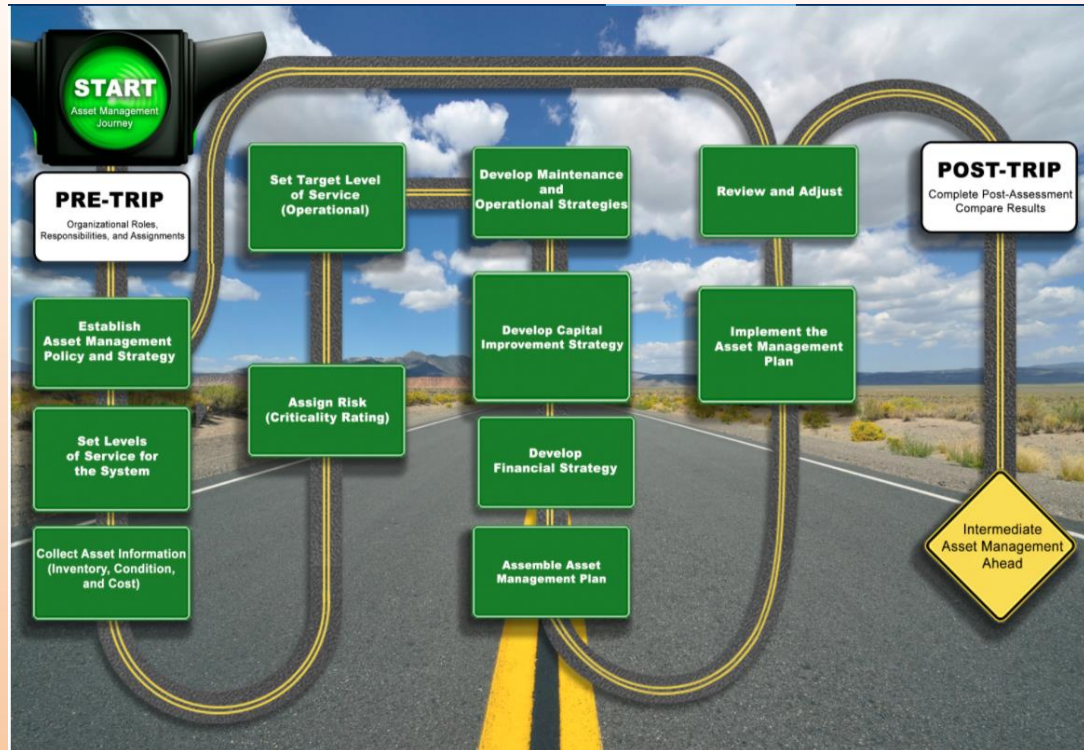 START
Asset Management
Journey
PRE-TRIP
Organizational Roles,
Responsibilities, and Assignments
Establish
Asset Management
Policy and Strategy
Set Levels
of Service for
the System
Collect Asset Information
(Inventory, Condition,
and Cost)
Assign Risk
(Criticality Rating)
Set Target Level
of Service
(Operational)
Develop Maintenance
and
Operational Strategies
Develop Capital
Improvement Strategy
Develop
Financial Strategy
Assemble Asset
Management Plan
Implement the
Asset Management
Plan
Review and Adjust
POST-TRIP
Complete Post-Assessment
Compare Results
Intermediate
Asset Management
Ahead